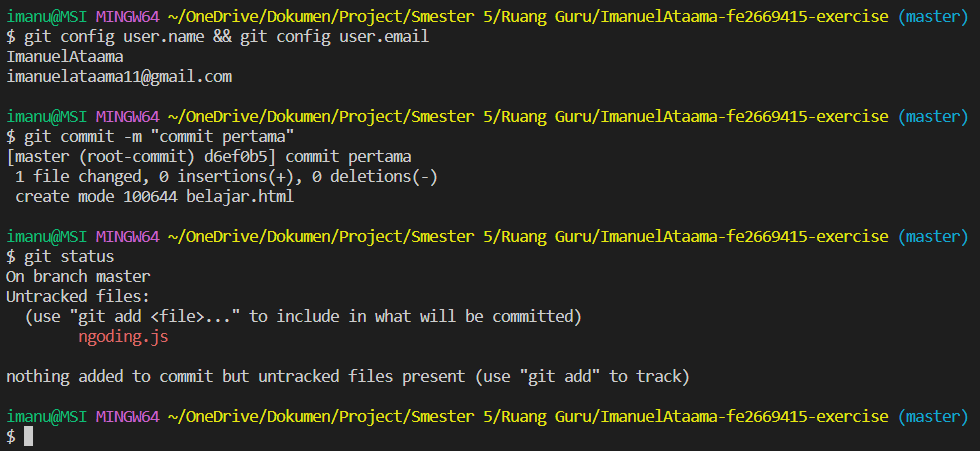 imanu@MSI MINGW64 ~/OneDrive/Dokumen/Project/Smester 5/Ruang Guru/ImanuelAtaama-fe2669415-exercise (master)
$ git config user.name && git config user.email
ImanuelAtaama
imanuelataama11@gmail.com
imanu@MSI MINGW64 ~/OneDrive/Dokumen/Project/Smester 5/Ruang Guru/ImanuelAtaama-fe2669415-exercise (master)
$ git commit -m "commit pertama"
[master (root-commit) d6ef0b5] commit pertama
1 file changed, 0 insertions(+), 0 deletions(-)
create mode 100644 belajar.html
imanu@MSI MINGW64 ~/OneDrive/Dokumen/Project/Smester 5/Ruang Guru/ImanuelAtaama-fe2669415-exercise (master)
$ git status
On branch master
Untracked files:
(use "git add <file>..." to include in what will be committed)
ngoding.js
nothing added to commit but untracked files present (use "git add" to track)
imanu@MSI MINGW64 ~/OneDrive/Dokumen/Project/Smester 5/Ruang Guru/ImanuelAtaama-fe2669415-exercise (master)
$